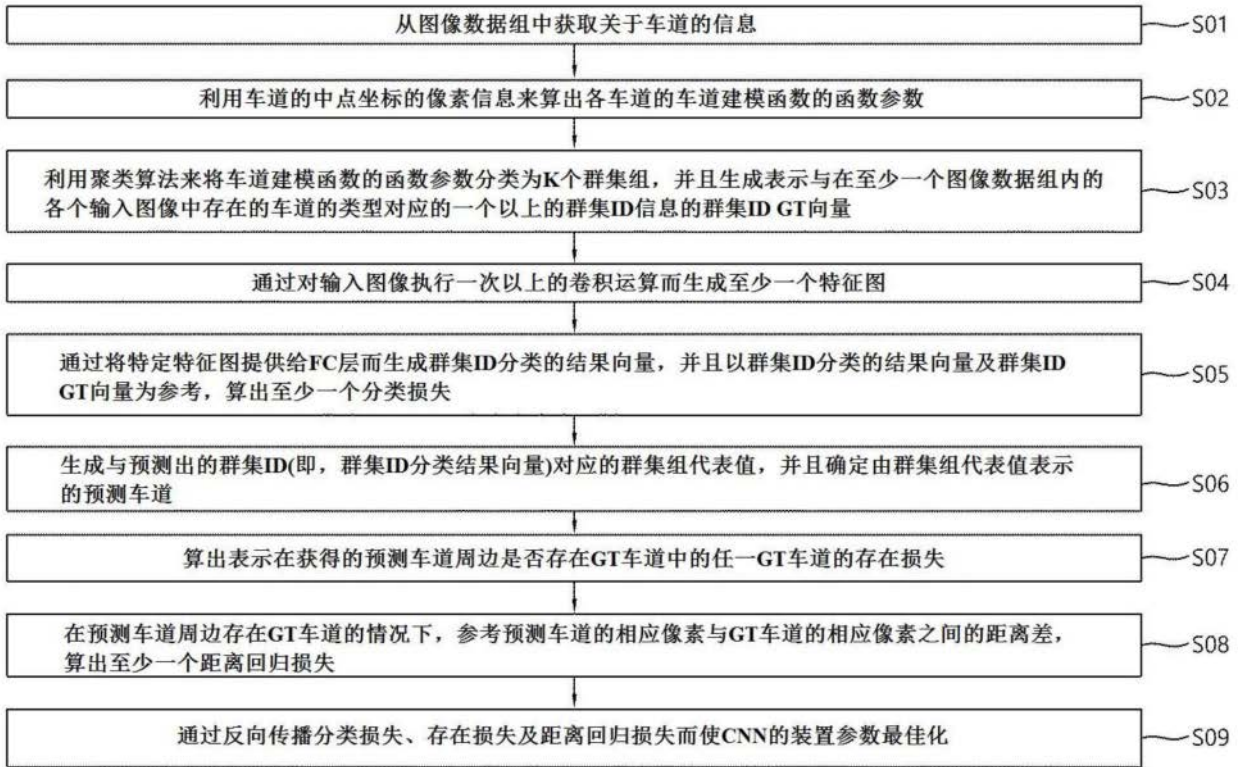 从图像数据组中获取关于车道的信息
S01
利用车道的中点坐标的像素信息来算出各车道的车道建模函数的函数参数
S02
利用聚类算法来将车道建模函数的函数参数分类为K个群集组，并且生成表示与在至少一个图像数据组内的
各个输入图像中存在的车道的类型对应的一个以上的群集ID信息的群集ID GT向量
S03
通过对输入图像执行一次以上的卷积运算而生成至少一个特征图
S04
通过将特定特征图提供给FC层而生成群集ID分类的结果向量，并且以群集ID分类的结果向量及群集ID
GT向量为参考，算出至少一个分类损失
S05
生成与预测出的群集ID(即，群集ID分类结果向量)对应的群集组代表值，并且确定由群集组代表值表示
的预测车道
S06
算出表示在获得的预测车道周边是否存在GT车道中的任一GT车道的存在损失
S07
在预测车道周边存在GT车道的情况下，参考预测车道的相应像素与GT车道的相应像素之间的距离差，
算出至少一个距离回归损失
S08
通过反向传播分类损失、存在损失及距离回归损失而使CNN的装置参数最佳化
S09